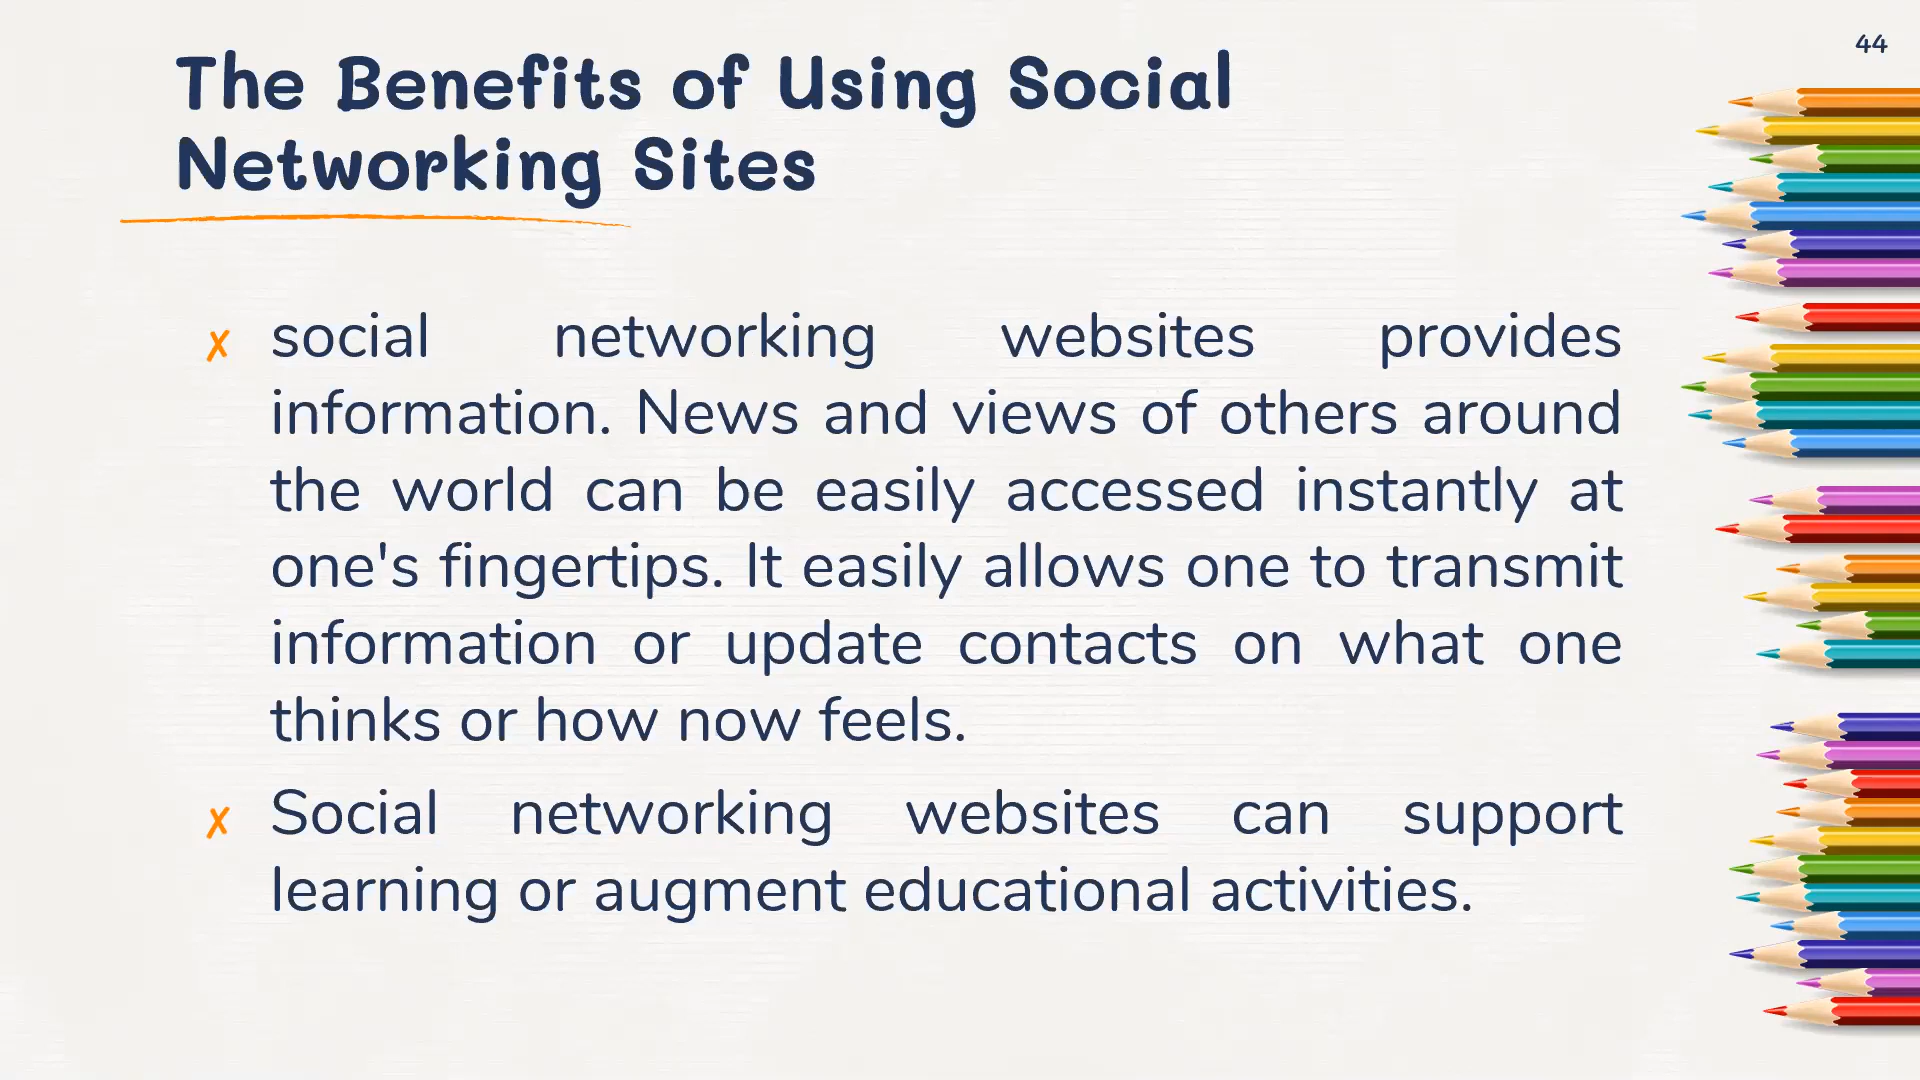 44
The Benefits of Using Social
Networking Sites
✗ social networking websites provides
information. News and views of others around
the world can be easily accessed instantly at
one's fingertips. It easily allows one to transmit
information or update contacts on what one
thinks or how now feels.
✗ Social networking websites can support
learning or augment educational activities.